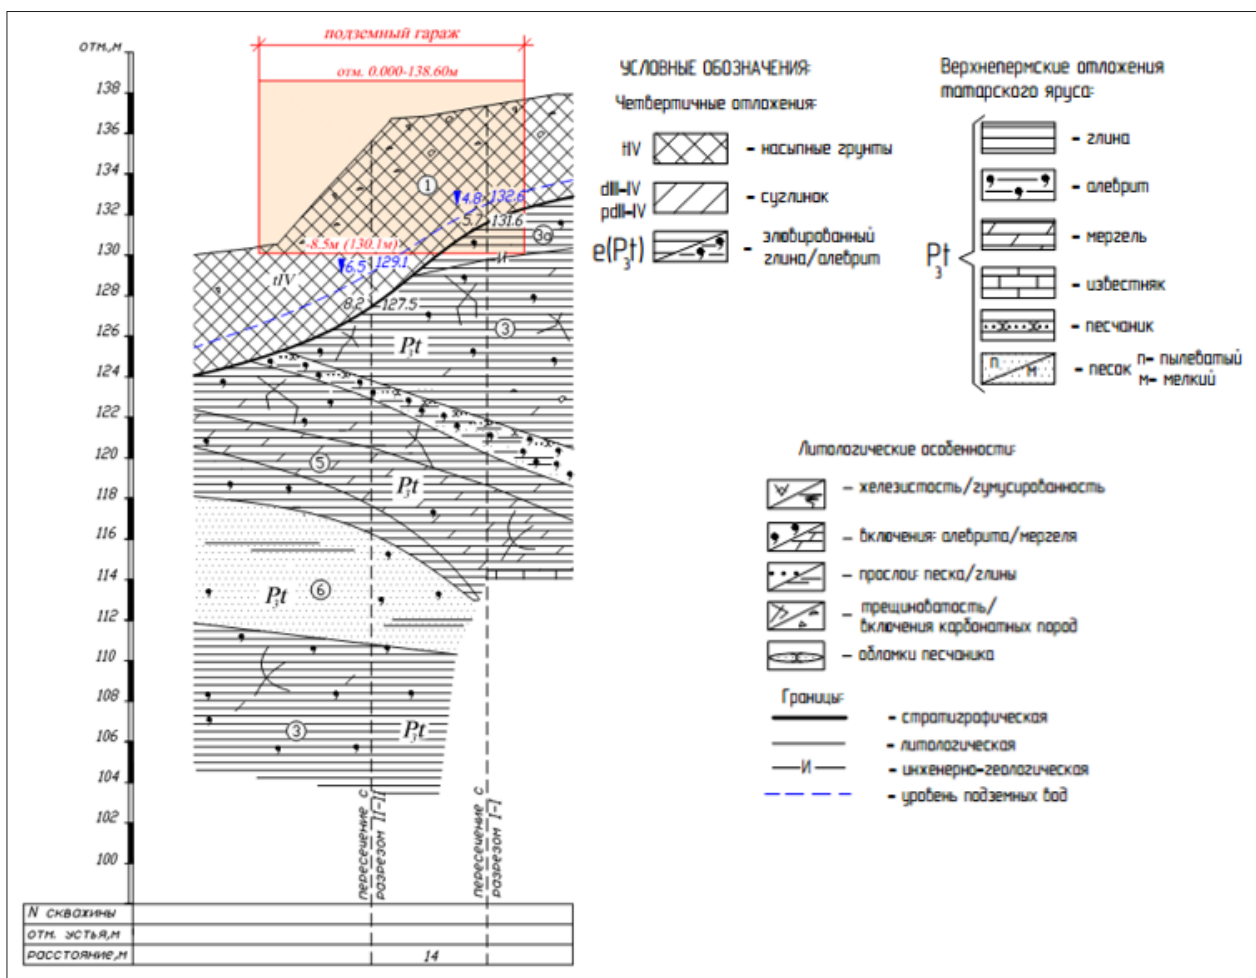 подземный гараж
отм. 0.000-138.60м
ОТМ.,М
138
136
134
132
130
128
126
124
122
120
118
116
114
112
110
108
106
104
102
100
1
4.8 132.6
5.7 131.6
3а
-8.5м (130.1м)
И
6.5 129.1
tIV
8.2 127.5
3
P₃t
5
P₃t
6
P₃t
3
P₃t
пересечение с
разрезом II-II
пересечение с
разрезом I-I
N скважины
отм. устья,м
расстояние,м
14
УСЛОВНЫЕ ОБОЗНАЧЕНИЯ:
Четвертичные отложения:
tIV - насыпные грунты
dIII-IV
pdII-IV - суглинок
e(P₃t) - элювированный
глина/алеврит
Верхнепермские отложения
татарского яруса:
P₃t
- глина
- алеврит
- мергель
- известняк
- песчаник
п м - песок п- пылеватый
м- мелкий
Литологические особенности:
- железистость/гумусированность
- включения: алеврита/мергеля
- прослои: песка/глины
- трещиноватость/
включения карбонатных пород
- обломки песчаника
Границы:
- стратиграфическая
- литологическая
И - инженерно-геологическая
- уровень подземных вод